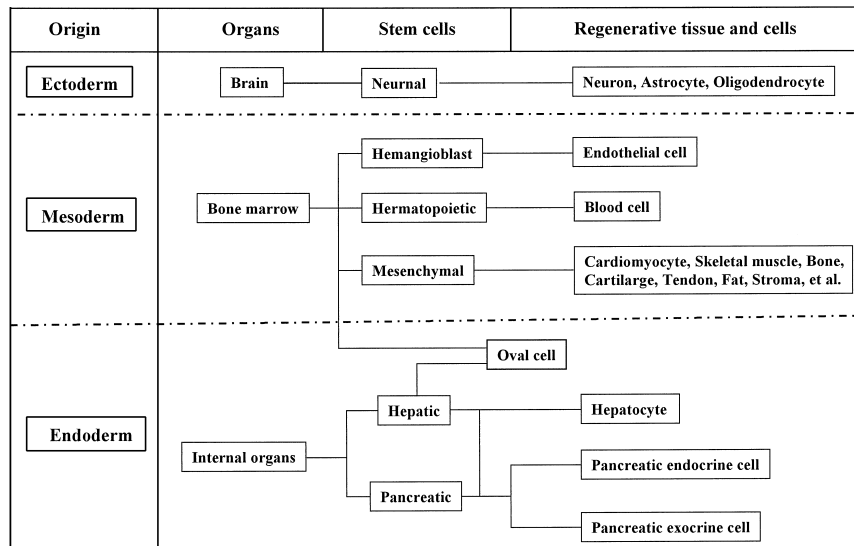 Origin
Organs
Stem cells
Regenerative tissue and cells
Ectoderm
Brain
Neurnal
Neuron, Astrocyte, Oligodendrocyte
Mesoderm
Bone marrow
Hemangioblast
Endothelial cell
Hermatopoietic
Blood cell
Mesenchymal
Cardiomyocyte, Skeletal muscle, Bone,
Cartilarge, Tendon, Fat, Stroma, et al.
Endoderm
Internal organs
Oval cell
Hepatic
Hepatocyte
Pancreatic
Pancreatic endocrine cell
Pancreatic exocrine cell